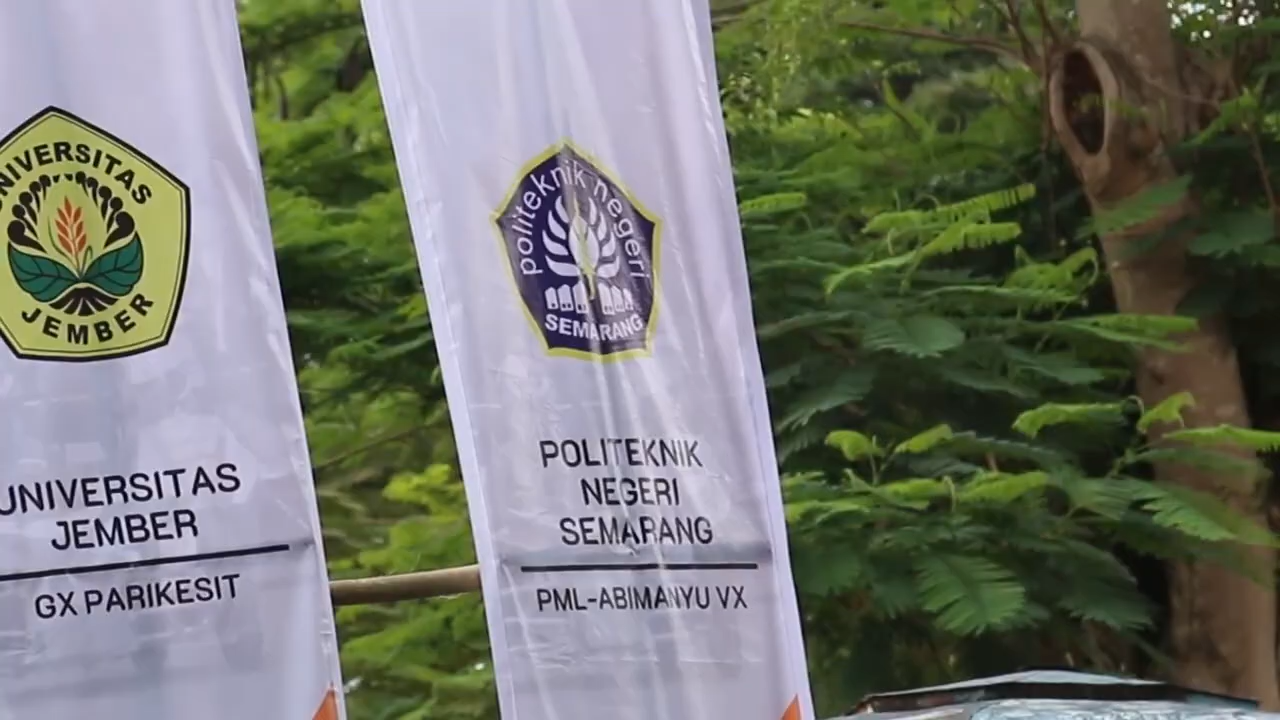 UNIVERSITAS
JEMBER
UNIVERSITAS
JEMBER
GX PARIKESIT
politeknik negeri
SEMARANG
POLITEKNIK
NEGERI
SEMARANG
PML-ABIMANYU VX